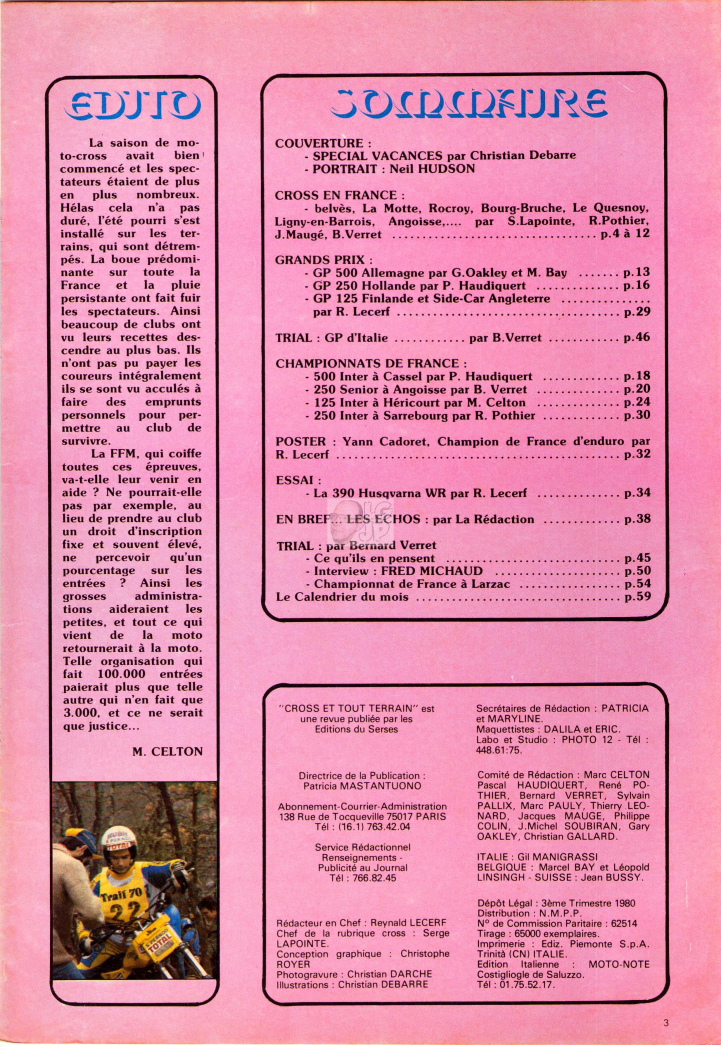 EDITO
La saison de mo-
to-cross avait bien
commencé et les spec-
tateurs étaient de plus
en plus nombreux.
Hélas cela n'a pas
duré, l'été pourri s'est
installé sur les ter-
rains, qui sont détrem-
pés. La boue prédomi-
nante sur toute la
France et la pluie
persistante ont fait fuir
les spectateurs. Ainsi
beaucoup de clubs ont
vu leurs recettes des-
cendre au plus bas. Ils
n'ont pas pu payer les
coureurs intégralement
ils se sont vu acculés à
faire des emprunts
personnels pour per-
mettre au club de
survivre.
La FFM, qui coiffe
toutes ces épreuves,
va-t-elle leur venir en
aide ? Ne pourrait-elle
pas par exemple, au
lieu de prendre au club
un droit d'inscription
fixe et souvent élevé,
ne percevoir qu'un
pourcentage sur les
entrées ? Ainsi les
grosses administra-
tions aideraient les
petites, et tout ce qui
vient de la moto
retournerait à la moto.
Telle organisation qui
fait 100.000 entrées
paierait plus que telle
autre qui n'en fait que
3.000, et ce ne serait
que justice...
M. CELTON
TOTAL
Trail 70
22
TOTAL
SOMMAIRE
COUVERTURE :
- SPECIAL VACANCES par Christian Debarre
- PORTRAIT : Neil HUDSON
CROSS EN FRANCE :
- belvès, La Motte, Rocroy, Bourg-Bruche, Le Quesnoy,
Ligny-en-Barrois, Angoisse,.... par S.Lapointe, R.Pothier,
J.Maugé, B.Verret .................................. p.4 à 12
GRANDS PRIX :
- GP 500 Allemagne par G.Oakley et M. Bay ....... p.13
- GP 250 Hollande par P. Haudiquert .............. p.16
- GP 125 Finlande et Side-Car Angleterre ...............
par R. Lecerf ..................................... p.29
TRIAL : GP d'Italie ............ par B.Verret ............ p.46
CHAMPIONNATS DE FRANCE :
- 500 Inter à Cassel par P. Haudiquert ............. p.18
- 250 Senior à Angoisse par B. Verret ............. p.20
- 125 Inter à Héricourt par M. Celton .............. p.24
- 250 Inter à Sarrebourg par R. Pothier ............. p.30
POSTER : Yann Cadoret, Champion de France d'enduro par
R. Lecerf ............................................... p.32
ESSAI :
- La 390 Husqvarna WR par R. Lecerf .............. p.34
EN BREF... LES ECHOS : par La Rédaction ............. p.38
TRIAL : par Bernard Verret
- Ce qu'ils en pensent ............................. p.45
- Interview : FRED MICHAUD ..................... p.50
- Championnat de France à Larzac ................. p.54
Le Calendrier du mois .................................. p.59
"CROSS ET TOUT TERRAIN" est
une revue publiée par les
Editions du Serses
Directrice de la Publication :
Patricia MASTANTUONO
Abonnement-Courrier-Administration
138 Rue de Tocqueville 75017 PARIS
Tél : (16.1) 763.42.04
Service Rédactionnel
Renseignements -
Publicité au Journal
Tél : 766.82.45
Rédacteur en Chef : Reynald LECERF
Chef de la rubrique cross : Serge
LAPOINTE.
Conception graphique : Christophe
ROYER
Photogravure : Christian DARCHE
Illustrations : Christian DEBARRE
Secrétaires de Rédaction : PATRICIA
et MARYLINE.
Maquettistes : DALILA et ERIC.
Labo et Studio : PHOTO 12 - Tél :
448.61:75.
Comité de Rédaction : Marc CELTON
Pascal HAUDIQUERT, René PO-
THIER, Bernard VERRET, Sylvain
PALLIX, Marc PAULY, Thierry LEO-
NARD, Jacques MAUGE, Philippe
COLIN, J.Michel SOUBIRAN, Gary
OAKLEY, Christian GALLARD.
ITALIE : Gil MANIGRASSI
BELGIQUE : Marcel BAY et Léopold
LINSINGH - SUISSE : Jean BUSSY.
Dépôt Légal : 3ème Trimestre 1980
Distribution : N.M.P.P.
N° de Commission Paritaire : 62514
Tirage : 65000 exemplaires.
Imprimerie : Ediz. Piemonte S.p.A.
Trinità (CN) ITALIE.
Edition Italienne : MOTO-NOTE
Costigliogle de Saluzzo.
Tél : 01.75.52.17.
3